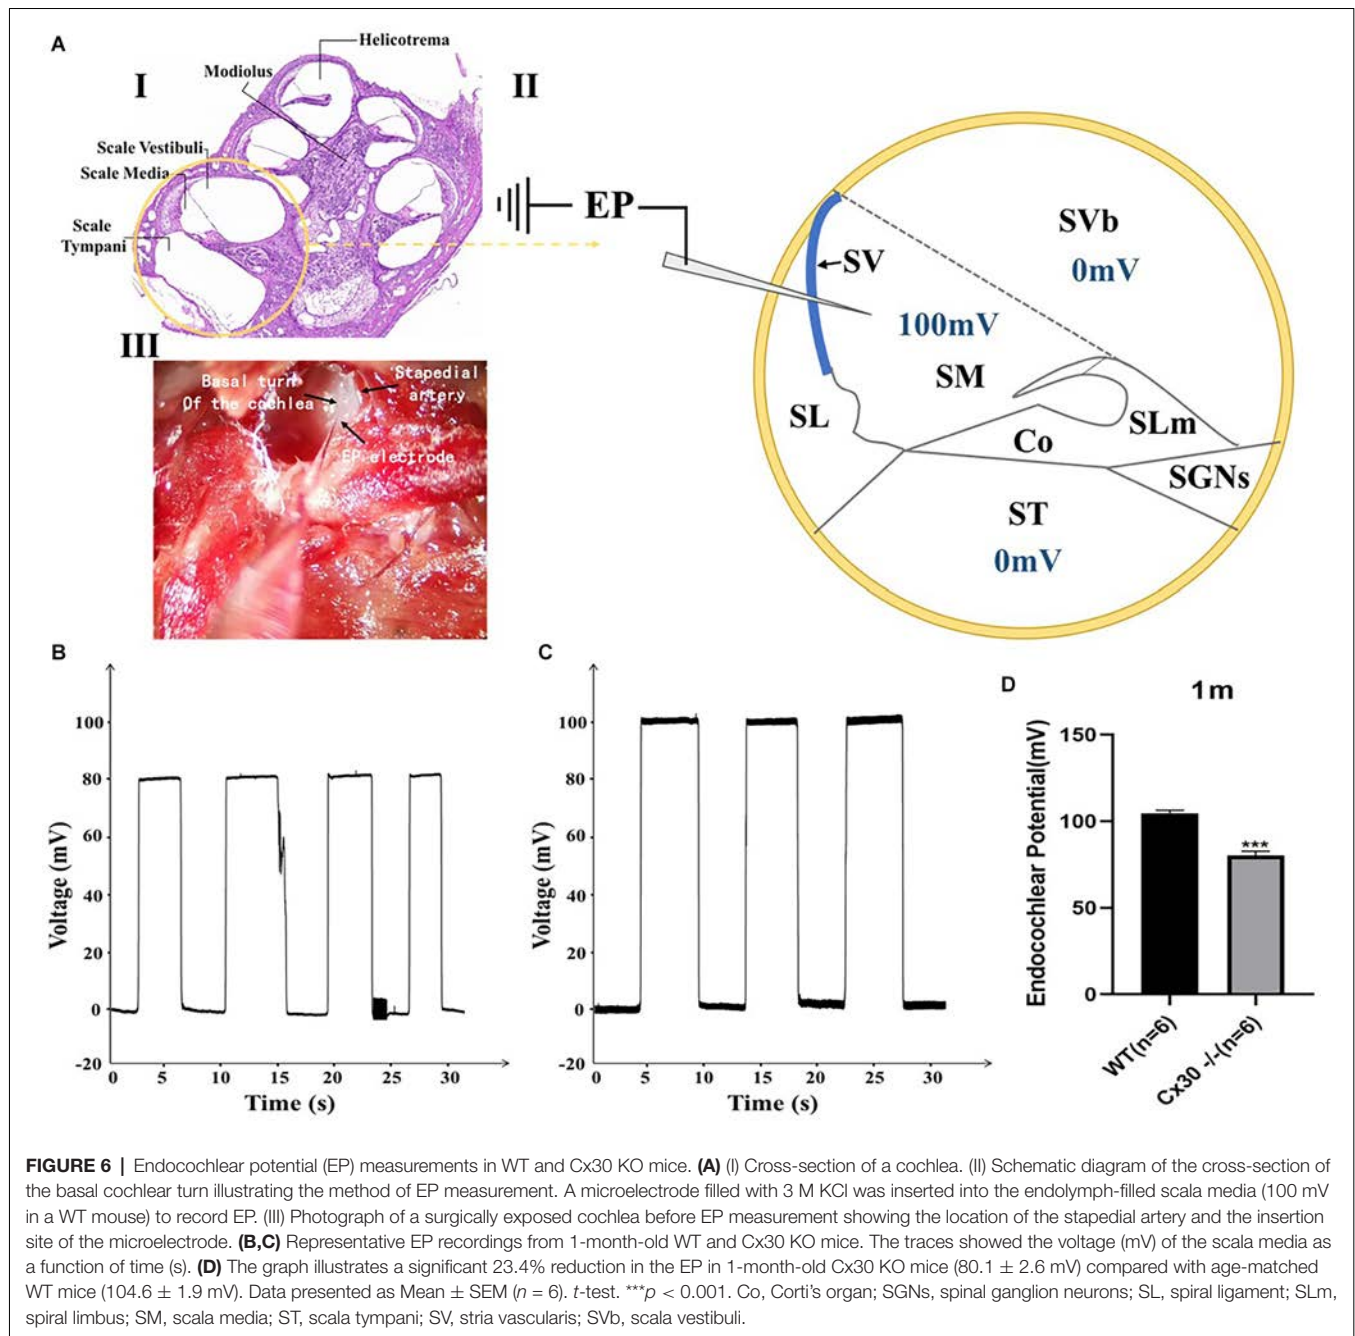 A
I
Helicotrema
Modiolus
II
Scale Vestibuli
Scale Media
Scale
Tympani
EP
SVb
0mV
SV
100mV
SM
SL
Co
SLm
SGNs
ST
0mV
III
Basal turn
Of the cochlea
Stapedial
artery
EP electrode
B
Voltage (mV)
100
80
60
40
20
0
-20
0 5 10 15 20 25 30
Time (s)
C
Voltage (mV)
100
80
60
40
20
0
-20
0 5 10 15 20 25 30
Time (s)
D
1m
Endocochlear Potential(mV)
150
100
50
0
***
WT(n=6)
Cx30 -/-(n=6)
FIGURE 6 | Endocochlear potential (EP) measurements in WT and Cx30 KO mice. (A) (I) Cross-section of a cochlea. (II) Schematic diagram of the cross-section of
the basal cochlear turn illustrating the method of EP measurement. A microelectrode filled with 3 M KCl was inserted into the endolymph-filled scala media (100 mV
in a WT mouse) to record EP. (III) Photograph of a surgically exposed cochlea before EP measurement showing the location of the stapedial artery and the insertion
site of the microelectrode. (B,C) Representative EP recordings from 1-month-old WT and Cx30 KO mice. The traces showed the voltage (mV) of the scala media as
a function of time (s). (D) The graph illustrates a significant 23.4% reduction in the EP in 1-month-old Cx30 KO mice (80.1 ± 2.6 mV) compared with age-matched
WT mice (104.6 ± 1.9 mV). Data presented as Mean ± SEM (n = 6). t-test. ***p < 0.001. Co, Corti's organ; SGNs, spinal ganglion neurons; SL, spiral ligament; SLm,
spiral limbus; SM, scala media; ST, scala tympani; SV, stria vascularis; SVb, scala vestibuli.